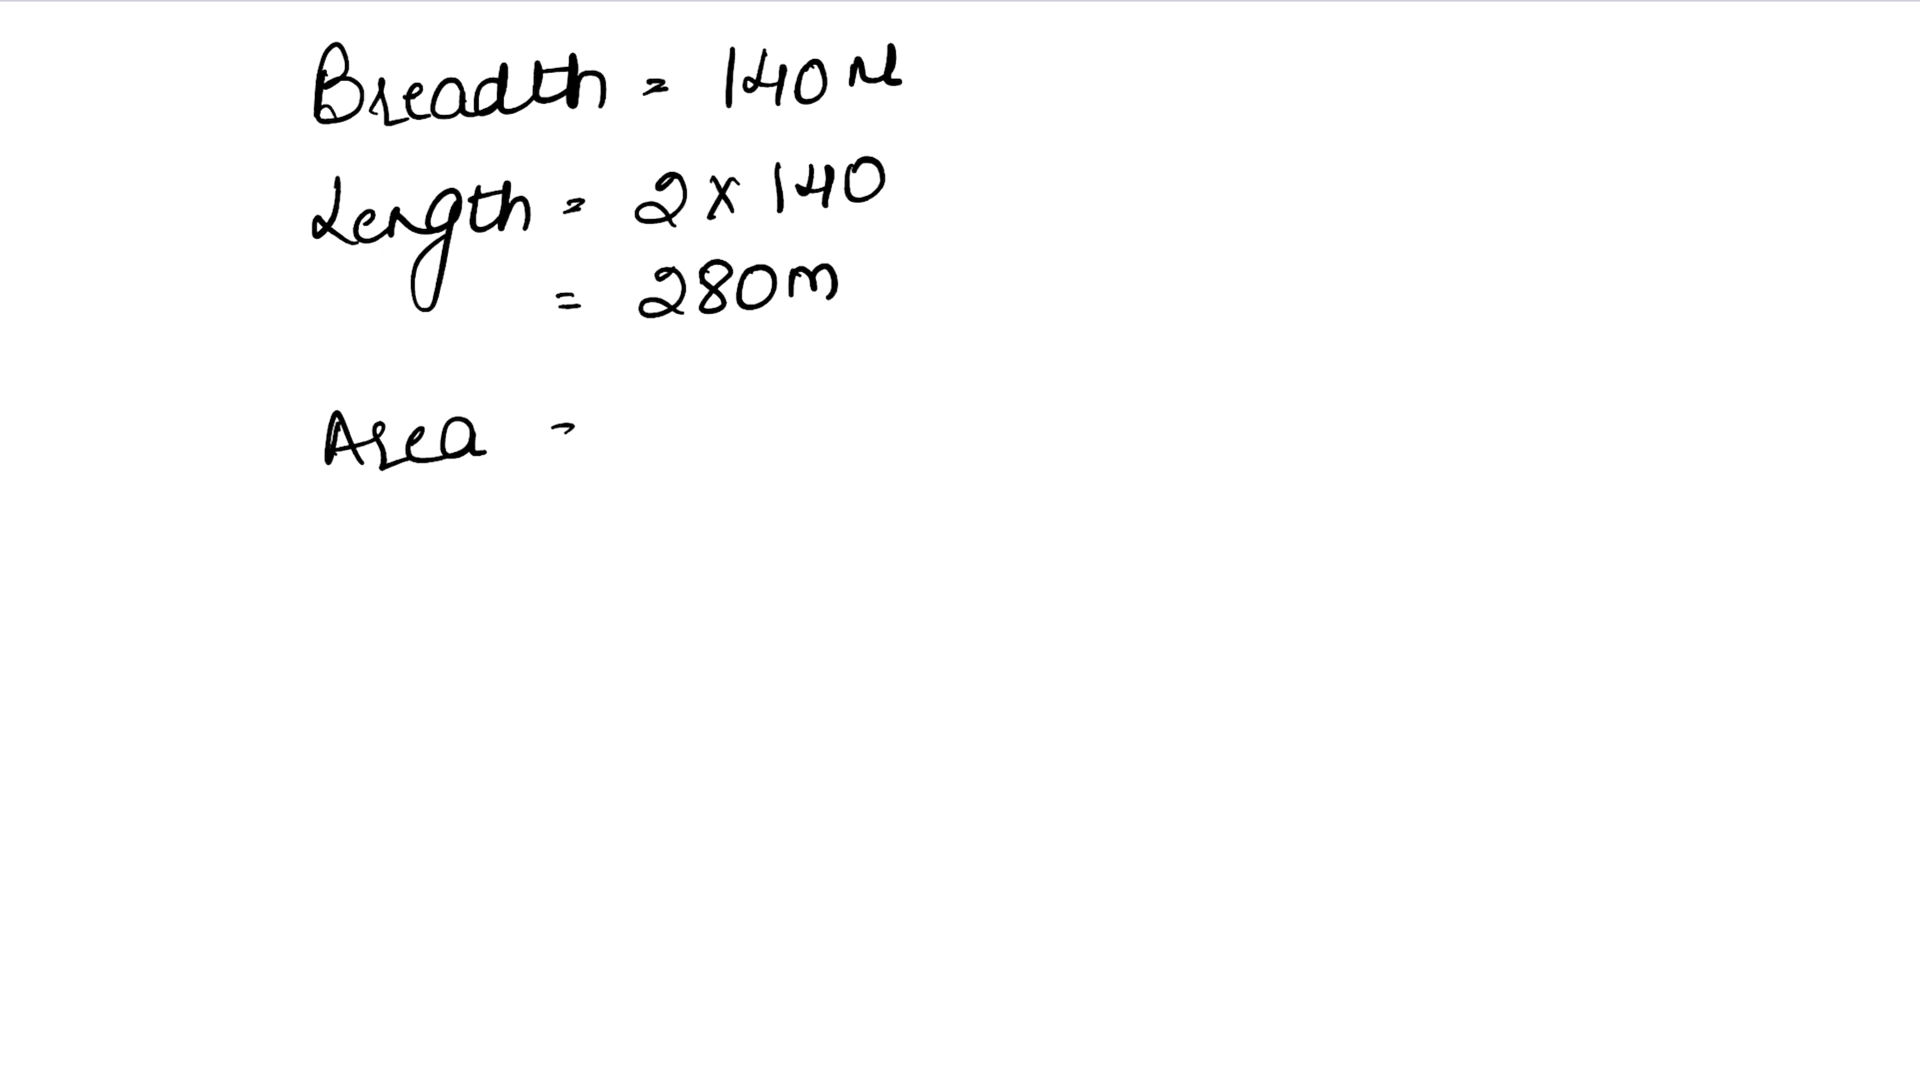 Breadth = 140 M
Length = 2 x 140
= 280m
Area =